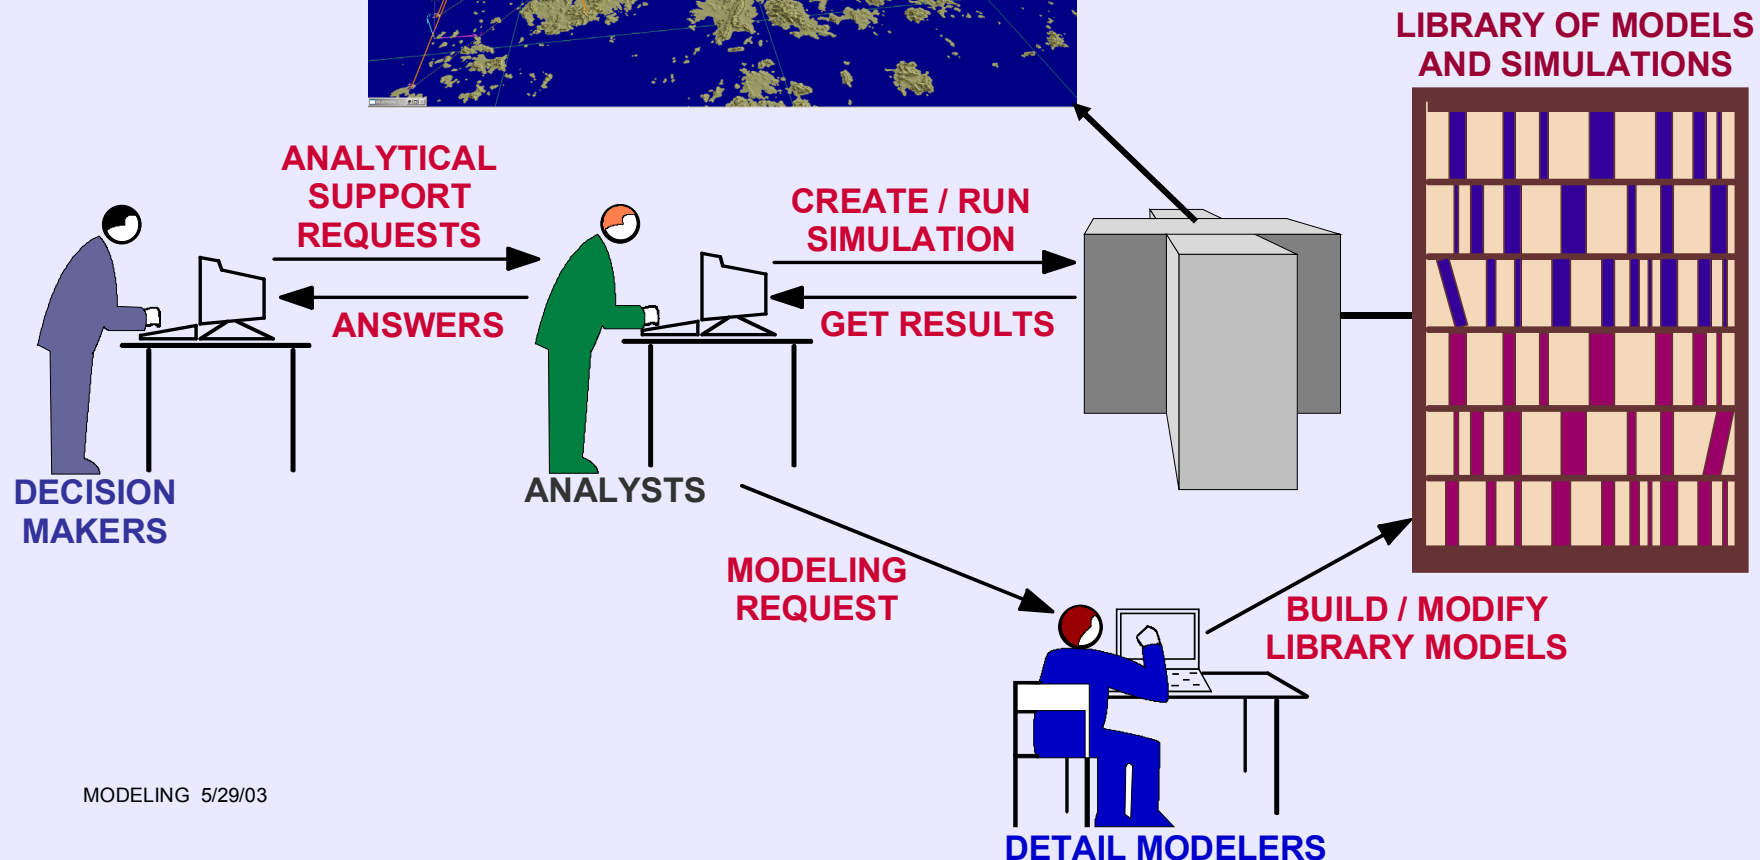 LIBRARY OF MODELS
AND SIMULATIONS
ANALYTICAL
SUPPORT
REQUESTS
CREATE / RUN
SIMULATION
ANSWERS
GET RESULTS
DECISION
MAKERS
ANALYSTS
MODELING
REQUEST
BUILD / MODIFY
LIBRARY MODELS
MODELING 5/29/03
DETAIL MODELERS